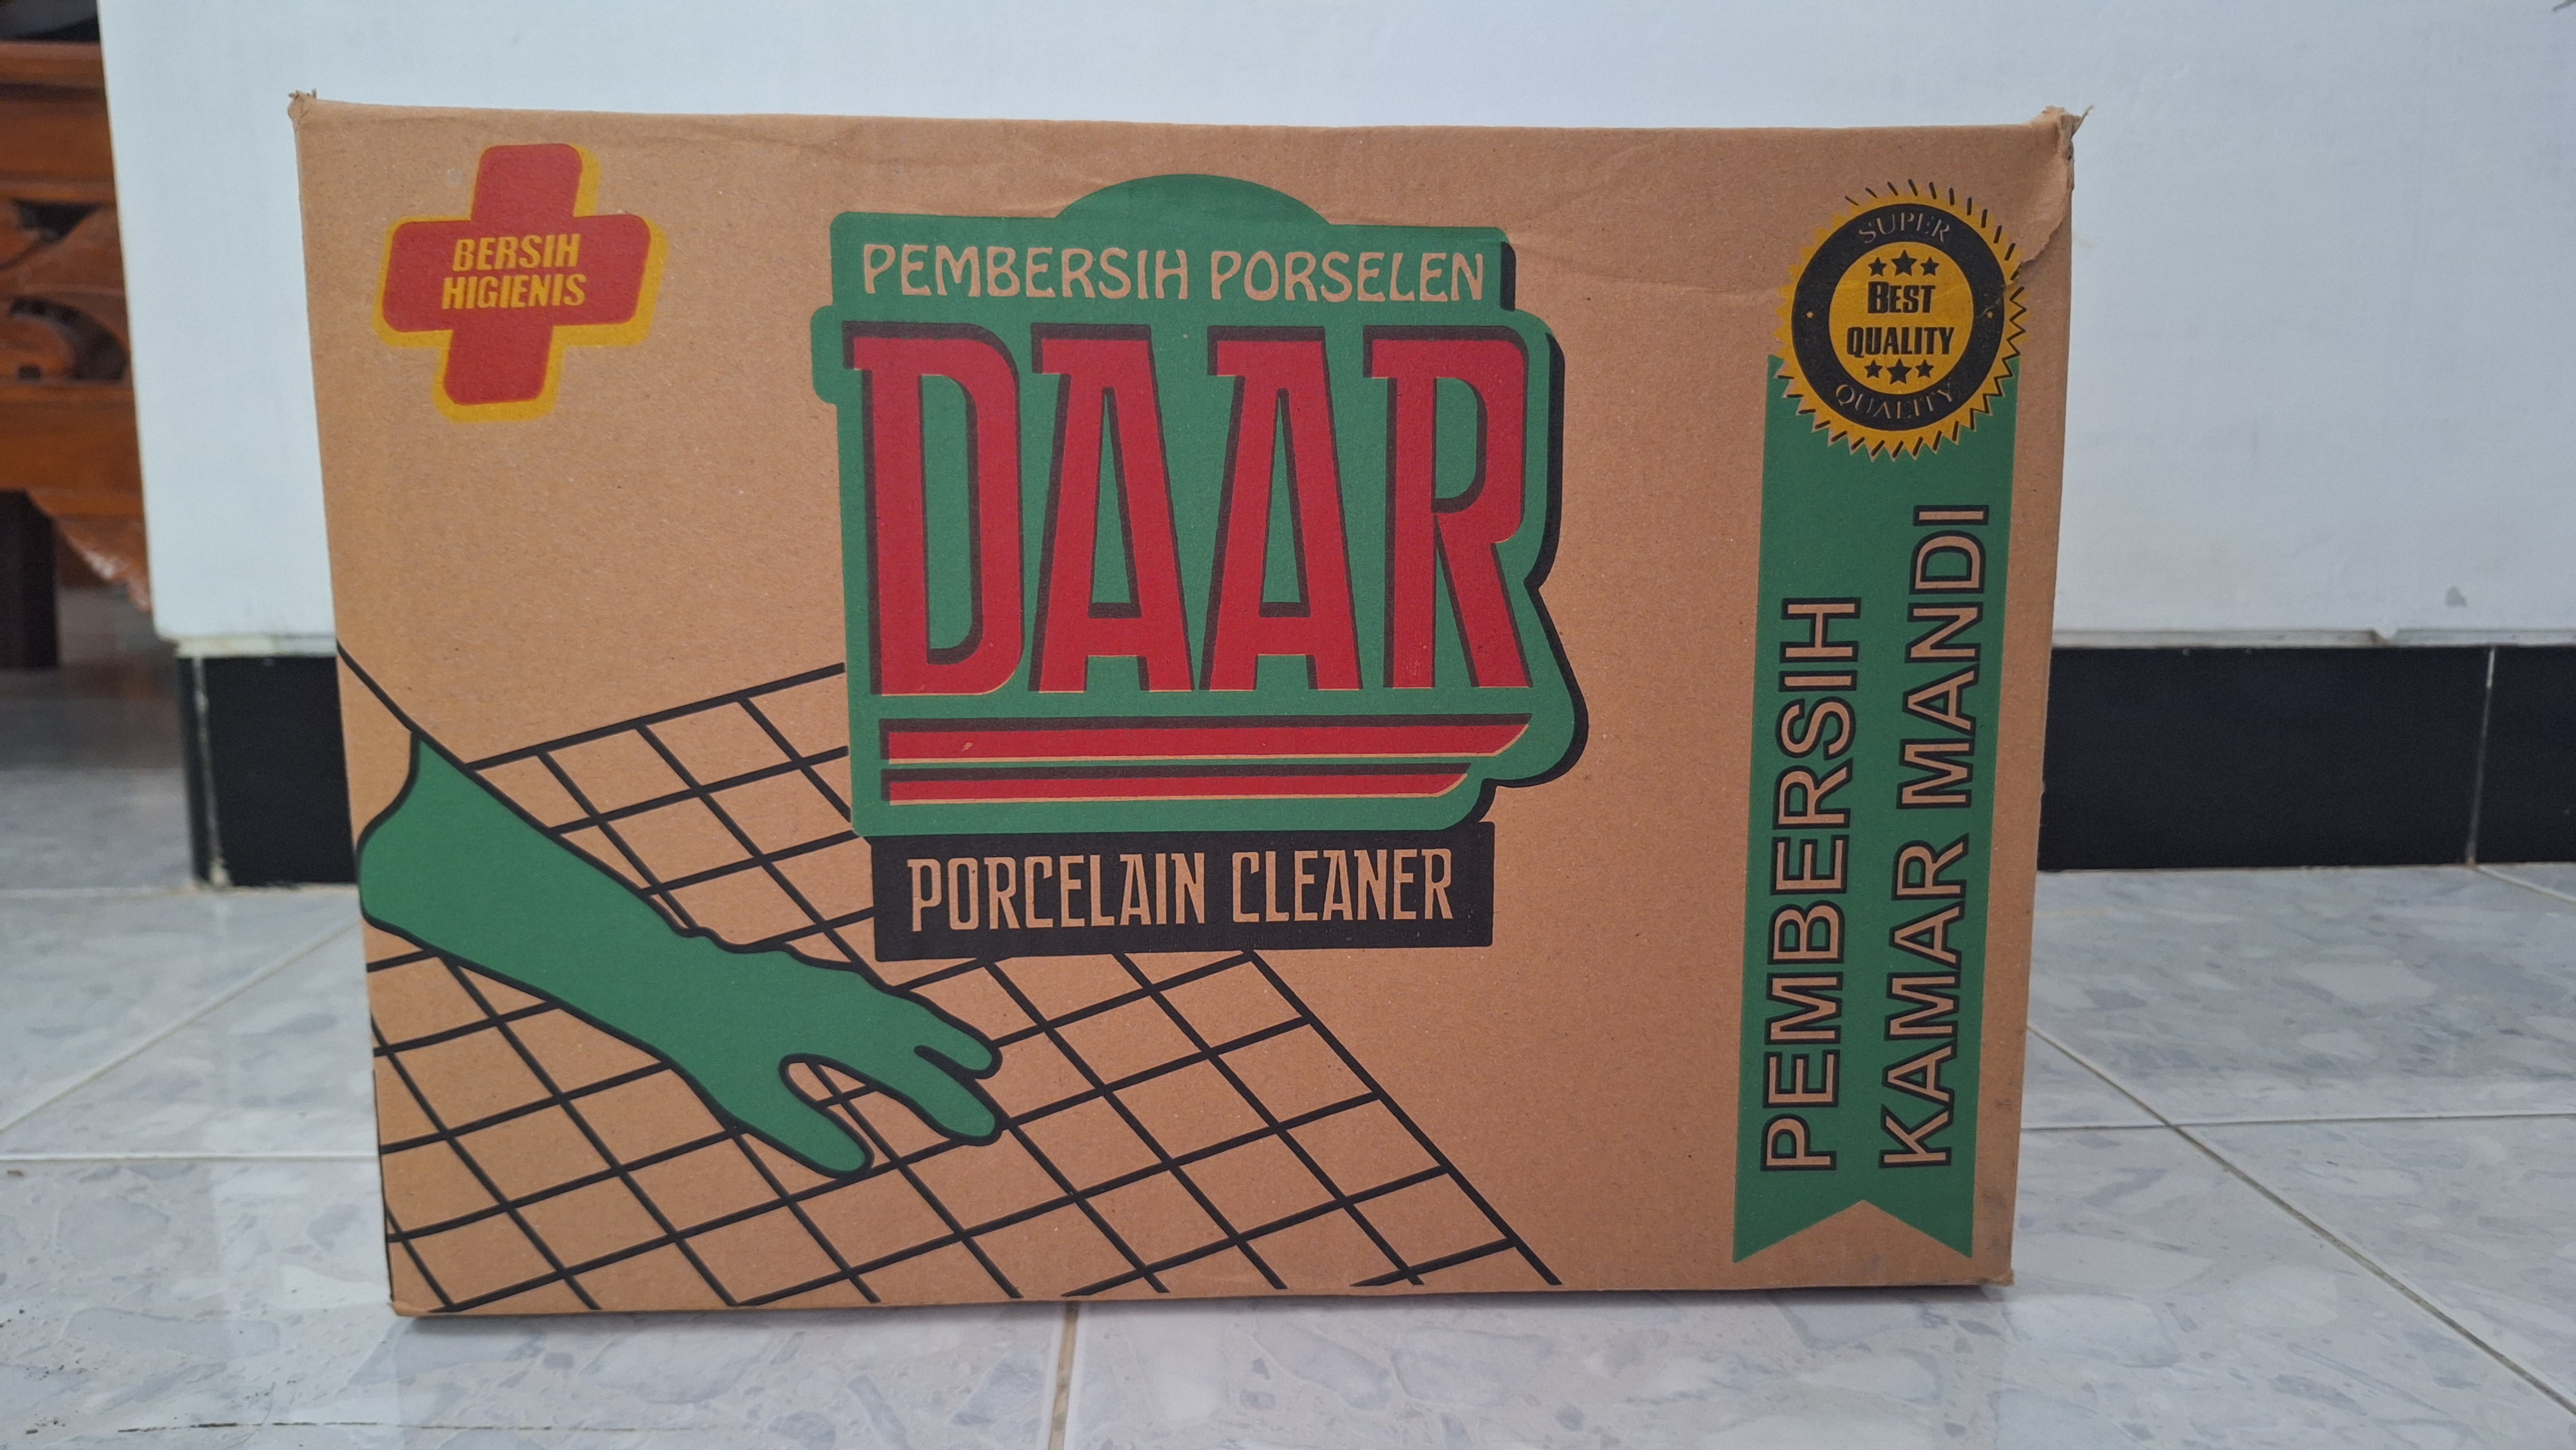 BERSIH
HIGIENIS
PEMBERSIH PORSELEN
DAAR
PORCELAIN CLEANER
SUPER
BEST
QUALITY
QUALITY
PEMBERSIH
KAMAR MANDI